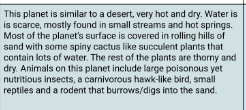 This planet is similar to a desert, very hot and dry. Water is
is scarce, mostly found in small streams and hot springs.
Most of the planet's surface is covered in rolling hills of
sand with some spiny cactus like succulent plants that
contain lots of water. The rest of the plants are thorny and
dry. Animals on this planet include large poisonous yet
nutritious insects, a carnivorous hawk-like bird, small
reptiles and a rodent that burrows/digs into the sand.